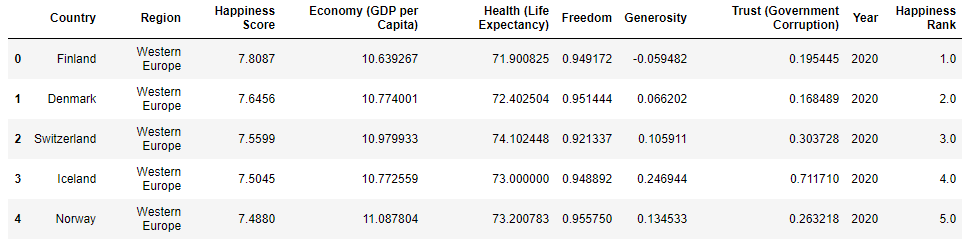 Country Region Happiness Score Economy (GDP per Capita) Health (Life Expectancy) Freedom Generosity Trust (Government Corruption) Year Happiness Rank
0 Finland Western Europe 7.8087 10.639267 71.900825 0.949172 -0.059482 0.195445 2020 1.0
1 Denmark Western Europe 7.6456 10.774001 72.402504 0.951444 0.066202 0.168489 2020 2.0
2 Switzerland Western Europe 7.5599 10.979933 74.102448 0.921337 0.105911 0.303728 2020 3.0
3 Iceland Western Europe 7.5045 10.772559 73.000000 0.948892 0.246944 0.711710 2020 4.0
4 Norway Western Europe 7.4880 11.087804 73.200783 0.955750 0.134533 0.263218 2020 5.0